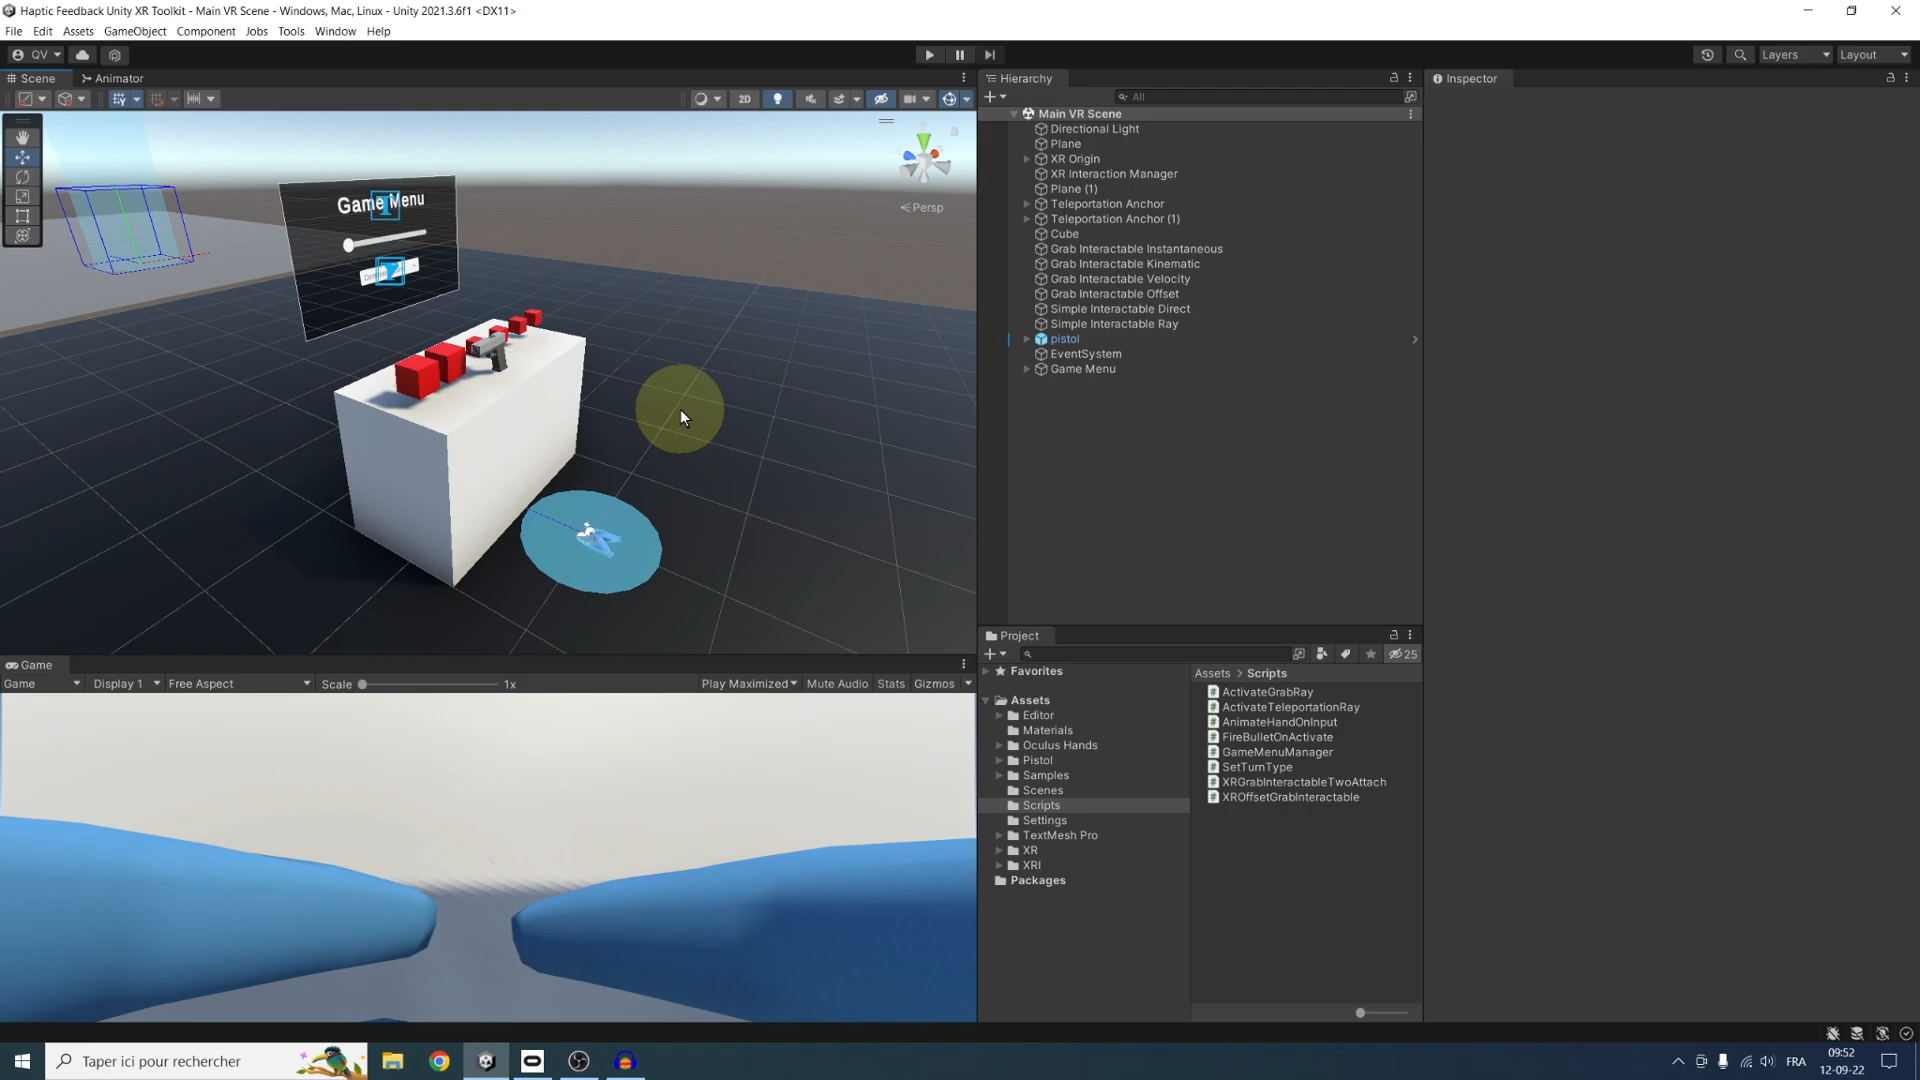 Haptic Feedback Unity XR Toolkit - Main VR Scene - Windows, Mac, Linux - Unity 2021.3.6f1 <DX11>
File Edit Assets GameObject Component Jobs Tools Window Help
QV Layers Layout
Scene Animator
2D
Persp
Game Menu
Game
Game Display 1 Free Aspect Scale 1x Play Maximized Mute Audio Stats Gizmos
Hierarchy
All
Main VR Scene
Directional Light
Plane
XR Origin
XR Interaction Manager
Plane (1)
Teleportation Anchor
Teleportation Anchor (1)
Cube
Grab Interactable Instantaneous
Grab Interactable Kinematic
Grab Interactable Velocity
Grab Interactable Offset
Simple Interactable Direct
Simple Interactable Ray
pistol
EventSystem
Game Menu
Project
25
Favorites
Assets
Editor
Materials
Oculus Hands
Pistol
Samples
Scenes
Scripts
Settings
TextMesh Pro
XR
XRI
Packages
Assets > Scripts
ActivateGrabRay
ActivateTeleportationRay
AnimateHandOnInput
FireBulletOnActivate
GameMenuManager
SetTurnType
XRGrabInteractableTwoAttach
XROffsetGrabInteractable
Inspector
Taper ici pour rechercher
FRA
09:52
12-09-22